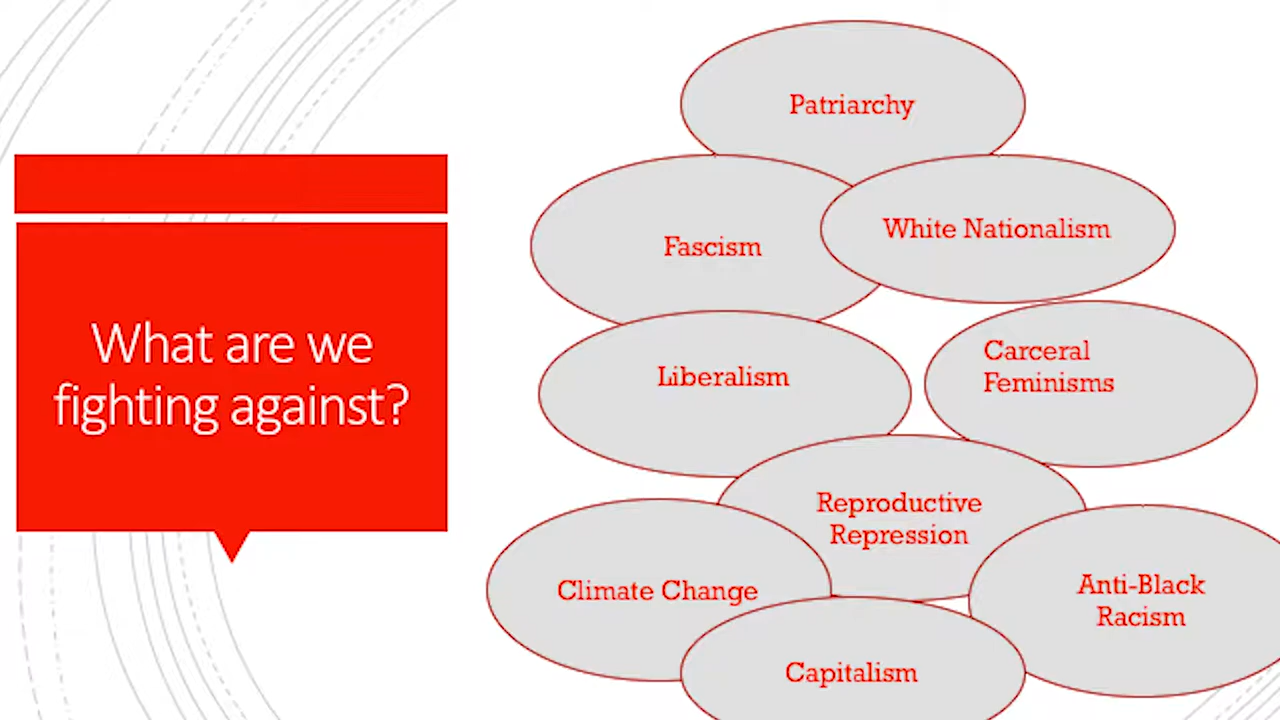 What are we
fighting against?
Patriarchy
Fascism
White Nationalism
Liberalism
Carceral
Feminisms
Reproductive
Repression
Climate Change
Anti-Black
Racism
Capitalism